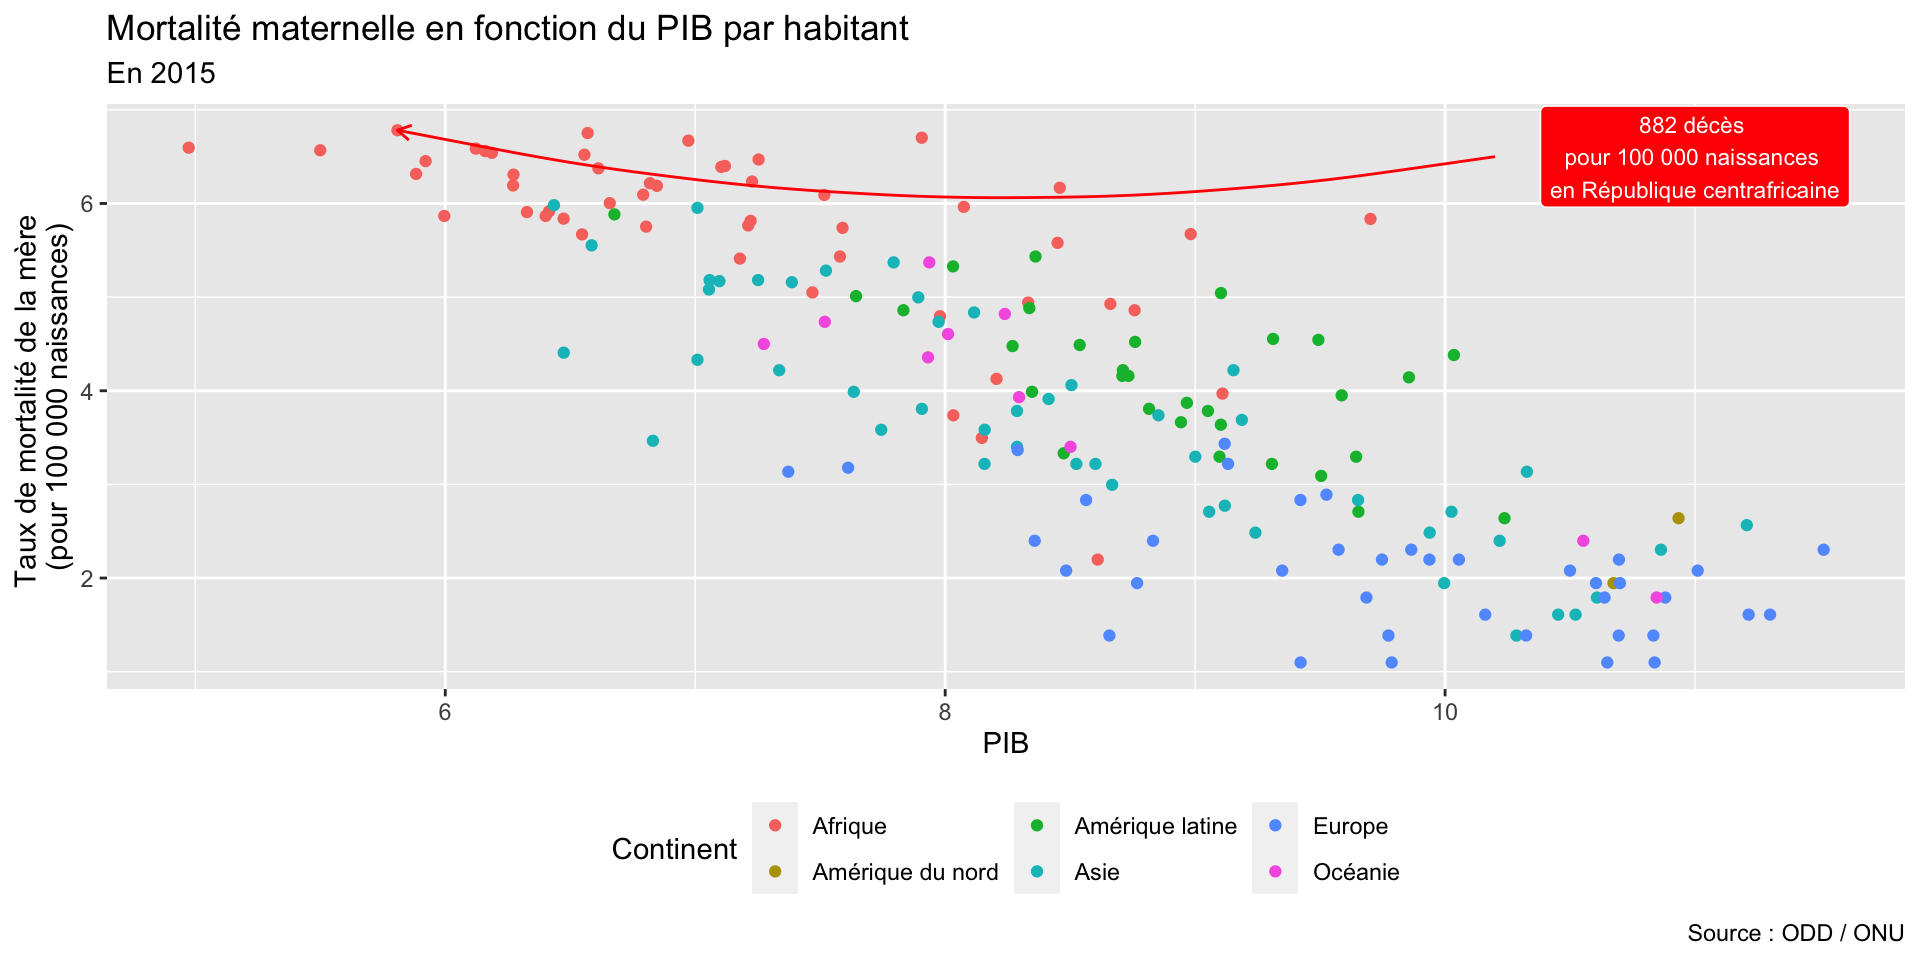 Mortalité maternelle en fonction du PIB par habitant
En 2015
882 décès
pour 100 000 naissances
en République centrafricaine
Taux de mortalité de la mère
(pour 100 000 naissances)
6
4
2
6
8
10
PIB
Continent
Afrique
Amérique latine
Europe
Amérique du nord
Asie
Océanie
Source : ODD / ONU